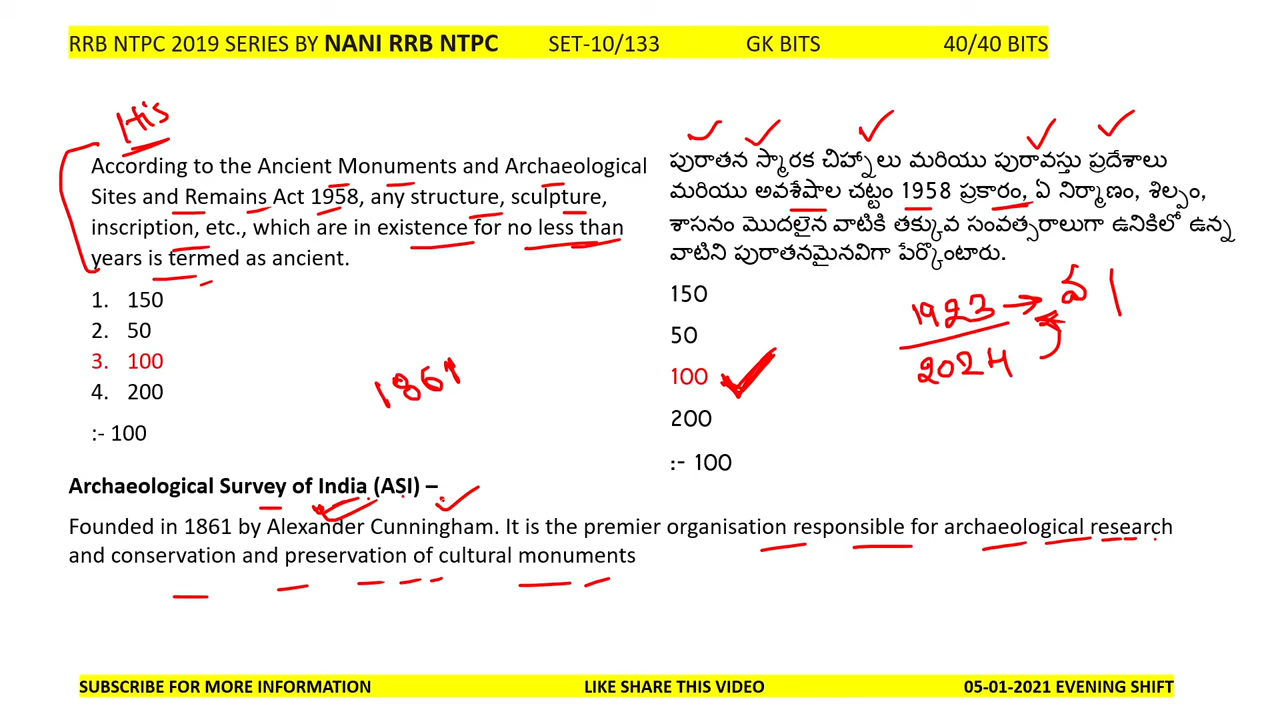 RRB NTPC 2019 SERIES BY NANI RRB NTPC SET-10/133 GK BITS 40/40 BITS
His
According to the Ancient Monuments and Archaeological
Sites and Remains Act 1958, any structure, sculpture,
inscription, etc., which are in existence for no less than
years is termed as ancient.
1. 150
2. 50
3. 100
4. 200
:- 100
1861
పురాతన స్మారక చిహ్నాలు మరియు పురావస్తు ప్రదేశాలు
మరియు అవశేషాల చట్టం 1958 ప్రకారం, ఏ నిర్మాణం, శిల్పం,
శాసనం మొదలైన వాటికి తక్కువ సంవత్సరాలుగా ఉనికిలో ఉన్న
వాటిని పురాతనమైనవిగా పేర్కొంటారు.
150
50
100
200
:- 100
1923
2024
Archaeological Survey of India (ASI) –
Founded in 1861 by Alexander Cunningham. It is the premier organisation responsible for archaeological research
and conservation and preservation of cultural monuments
SUBSCRIBE FOR MORE INFORMATION LIKE SHARE THIS VIDEO 05-01-2021 EVENING SHIFT